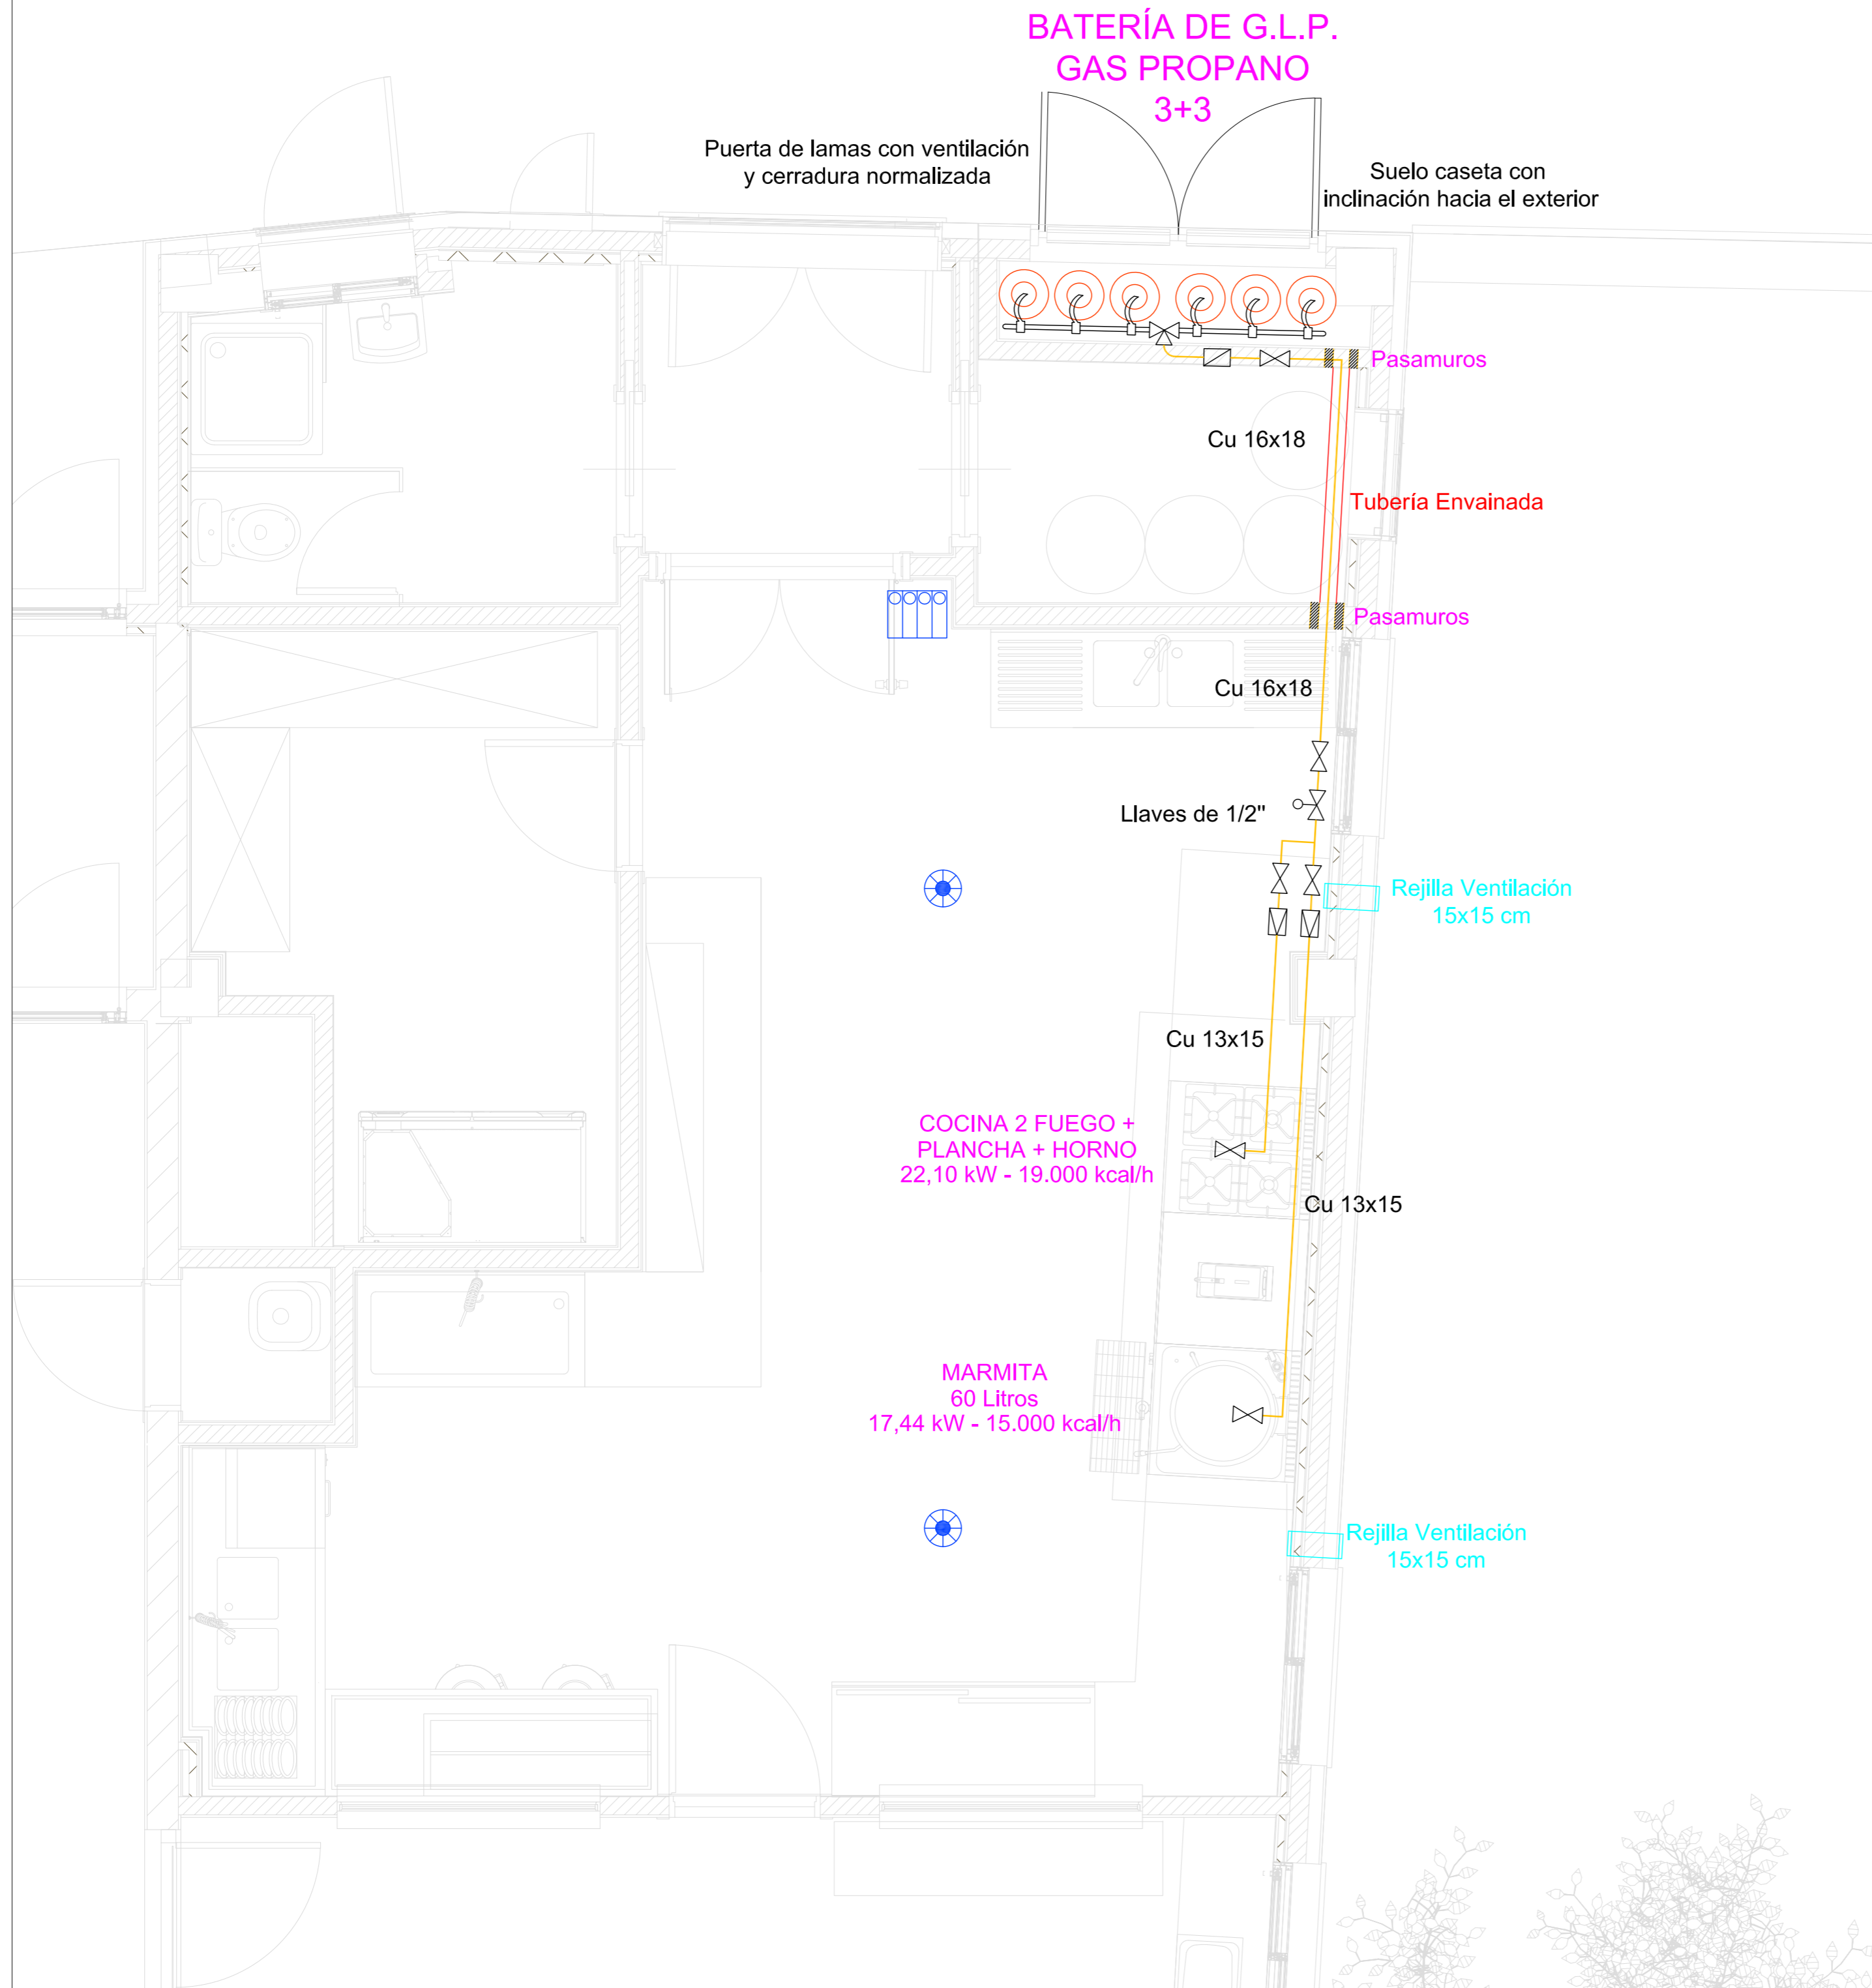 BATERÍA DE G.L.P.
GAS PROPANO
3+3
Puerta de lamas con ventilación
y cerradura normalizada
Suelo caseta con
inclinación hacia el exterior
Pasamuros
Cu 16x18
Tubería Envainada
Pasamuros
Cu 16x18
Llaves de 1/2"
Rejilla Ventilación
15x15 cm
Cu 13x15
COCINA 2 FUEGO +
PLANCHA + HORNO
22,10 kW - 19.000 kcal/h
Cu 13x15
MARMITA
60 Litros
17,44 kW - 15.000 kcal/h
Rejilla Ventilación
15x15 cm